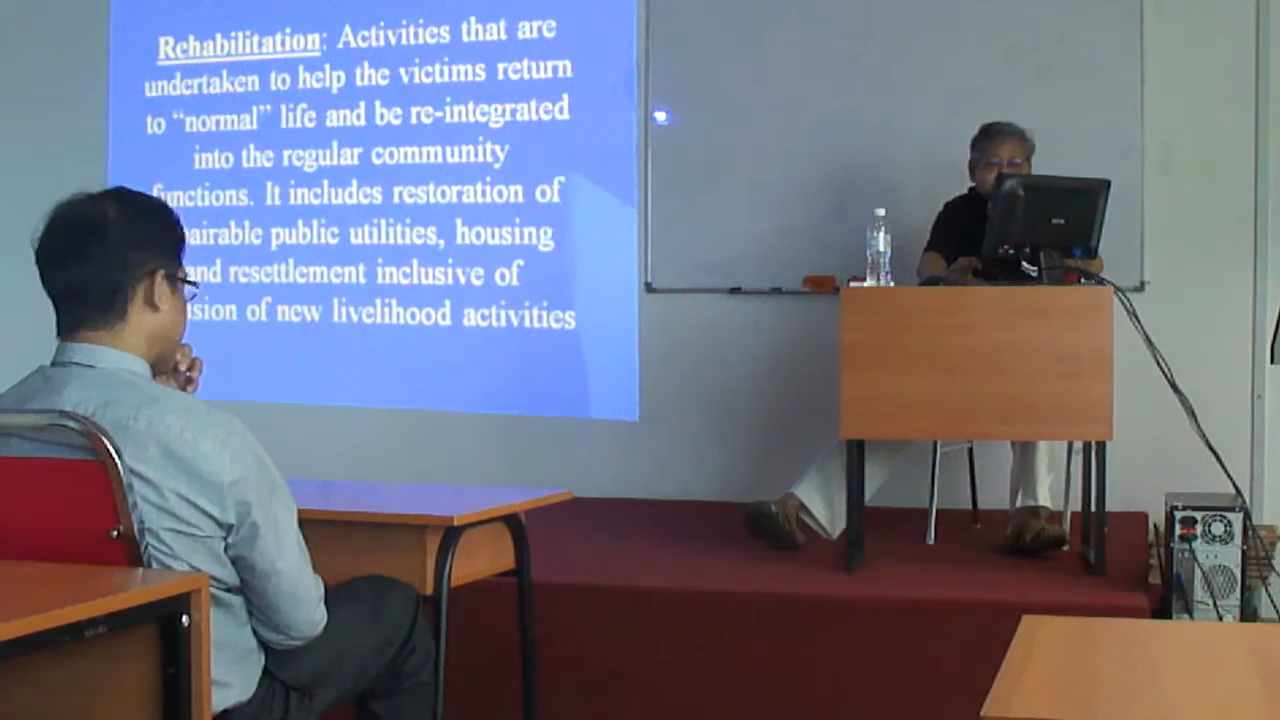 Rehabilitation: Activities that are
undertaken to help the victims return
to “normal” life and be re-integrated
into the regular community
functions. It includes restoration of
public utilities, housing
and resettlement inclusive of
of new livelihood activities